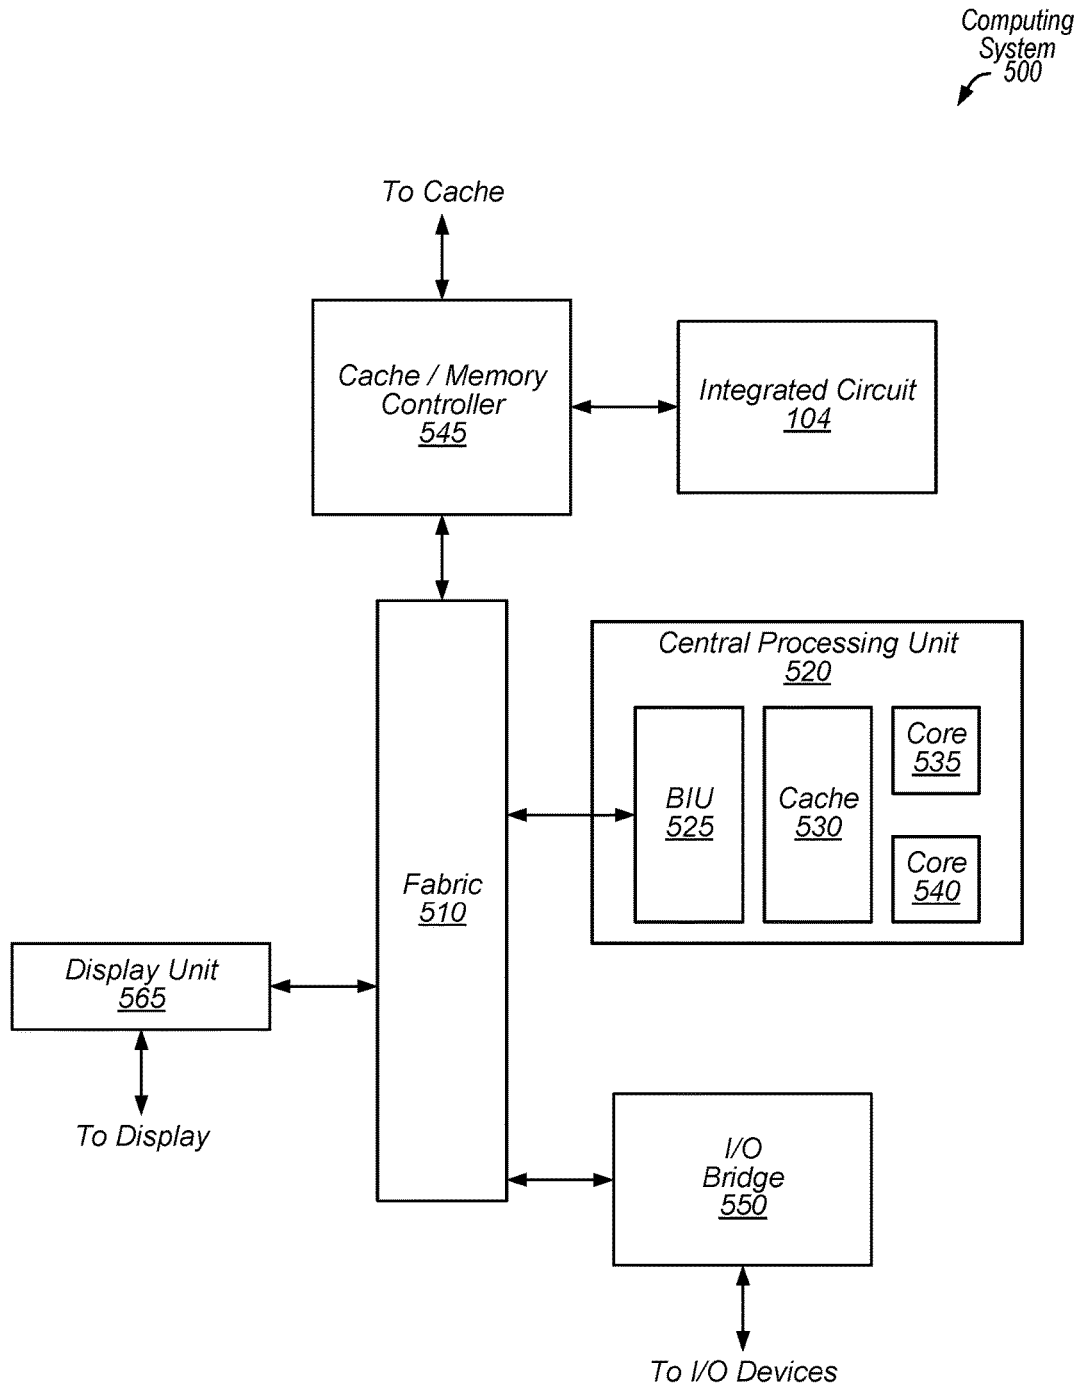 Computing
System
500
To Cache
Cache / Memory
Controller
545
Integrated Circuit
104
Central Processing Unit
520
BIU
525
Cache
530
Core
535
Core
540
Fabric
510
Display Unit
565
To Display
I/O
Bridge
550
To I/O Devices